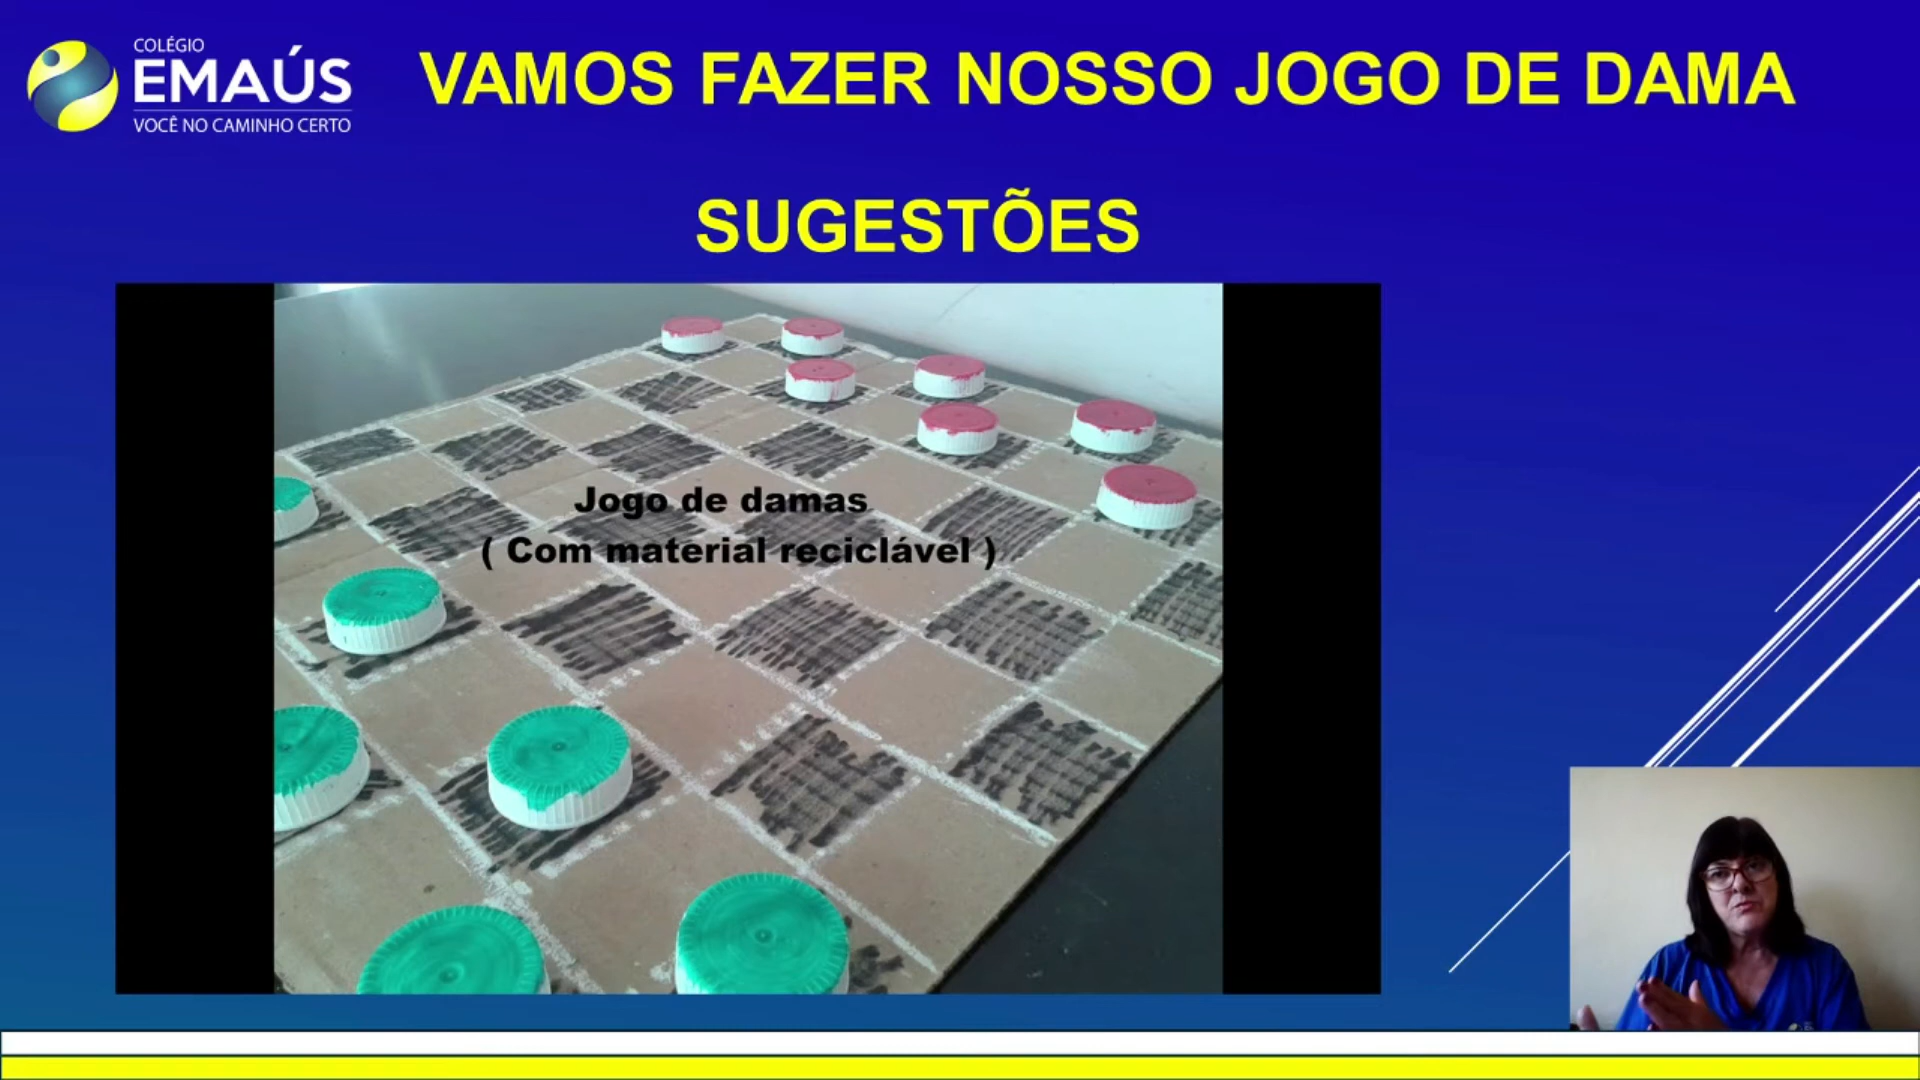 COLÉGIO
EMAÚS
VOCÊ NO CAMINHO CERTO
VAMOS FAZER NOSSO JOGO DE DAMA
SUGESTÕES
Jogo de damas
( Com material reciclável )